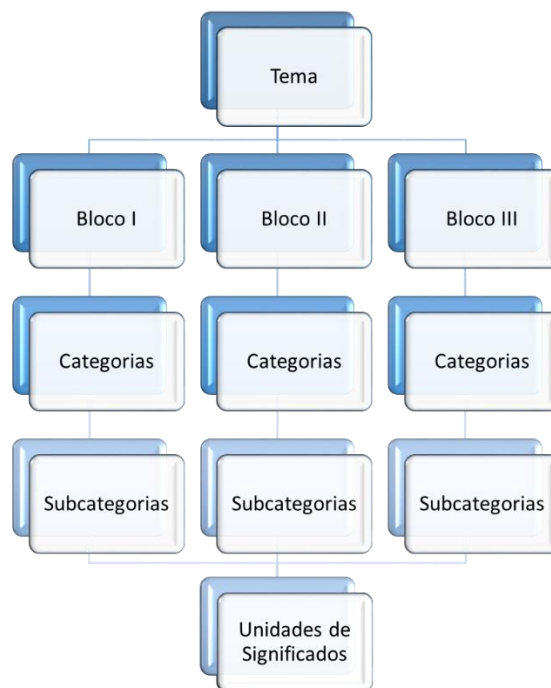 Tema
Bloco I
Bloco II
Bloco III
Categorias
Categorias
Categorias
Subcategorias
Subcategorias
Subcategorias
Unidades de
Significados